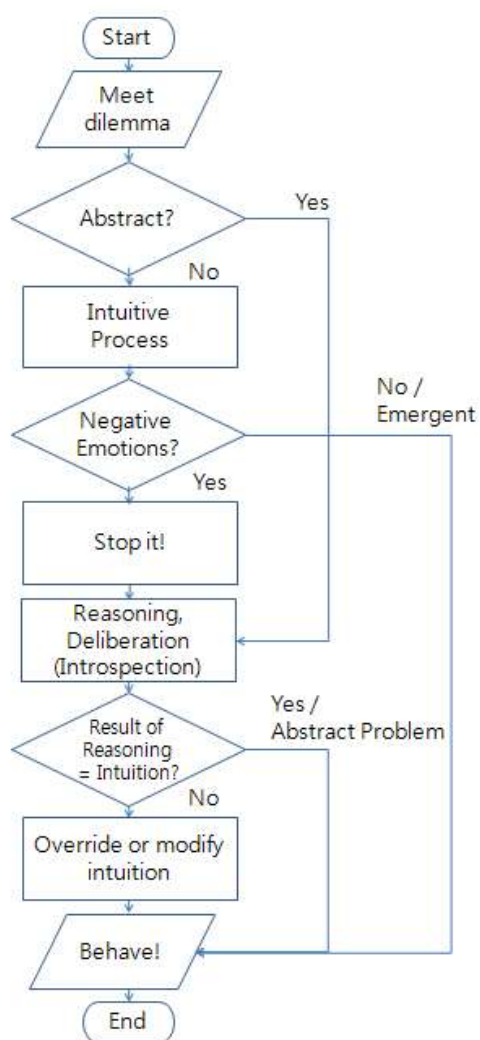 Start
Meet
dilemma
Abstract?
Yes
No
Intuitive
Process
Negative
Emotions?
No /
Emergent
Yes
Stop it!
Reasoning,
Deliberation
(Introspection)
Result of
Reasoning
= Intuition?
Yes /
Abstract Problem
No
Override or modify
intuition
Behave!
End